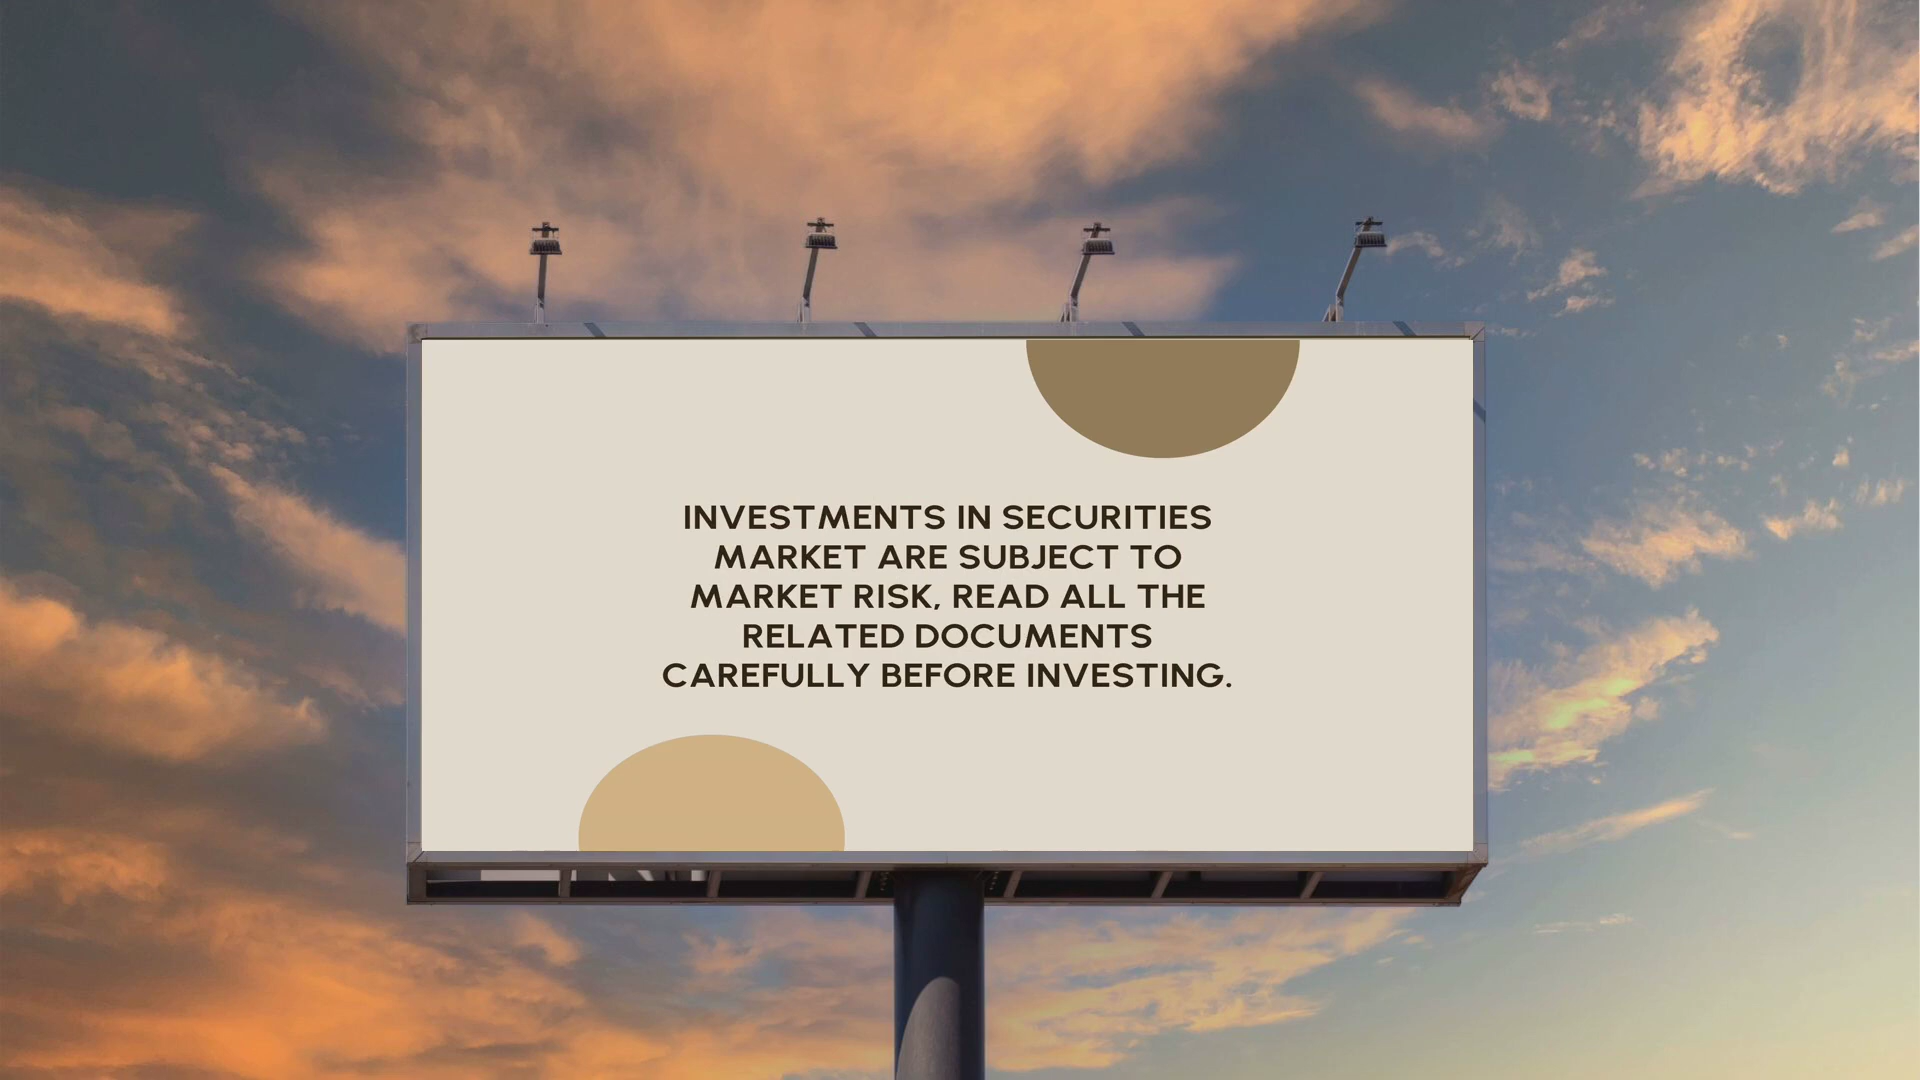 INVESTMENTS IN SECURITIES
MARKET ARE SUBJECT TO
MARKET RISK, READ ALL THE
RELATED DOCUMENTS
CAREFULLY BEFORE INVESTING.